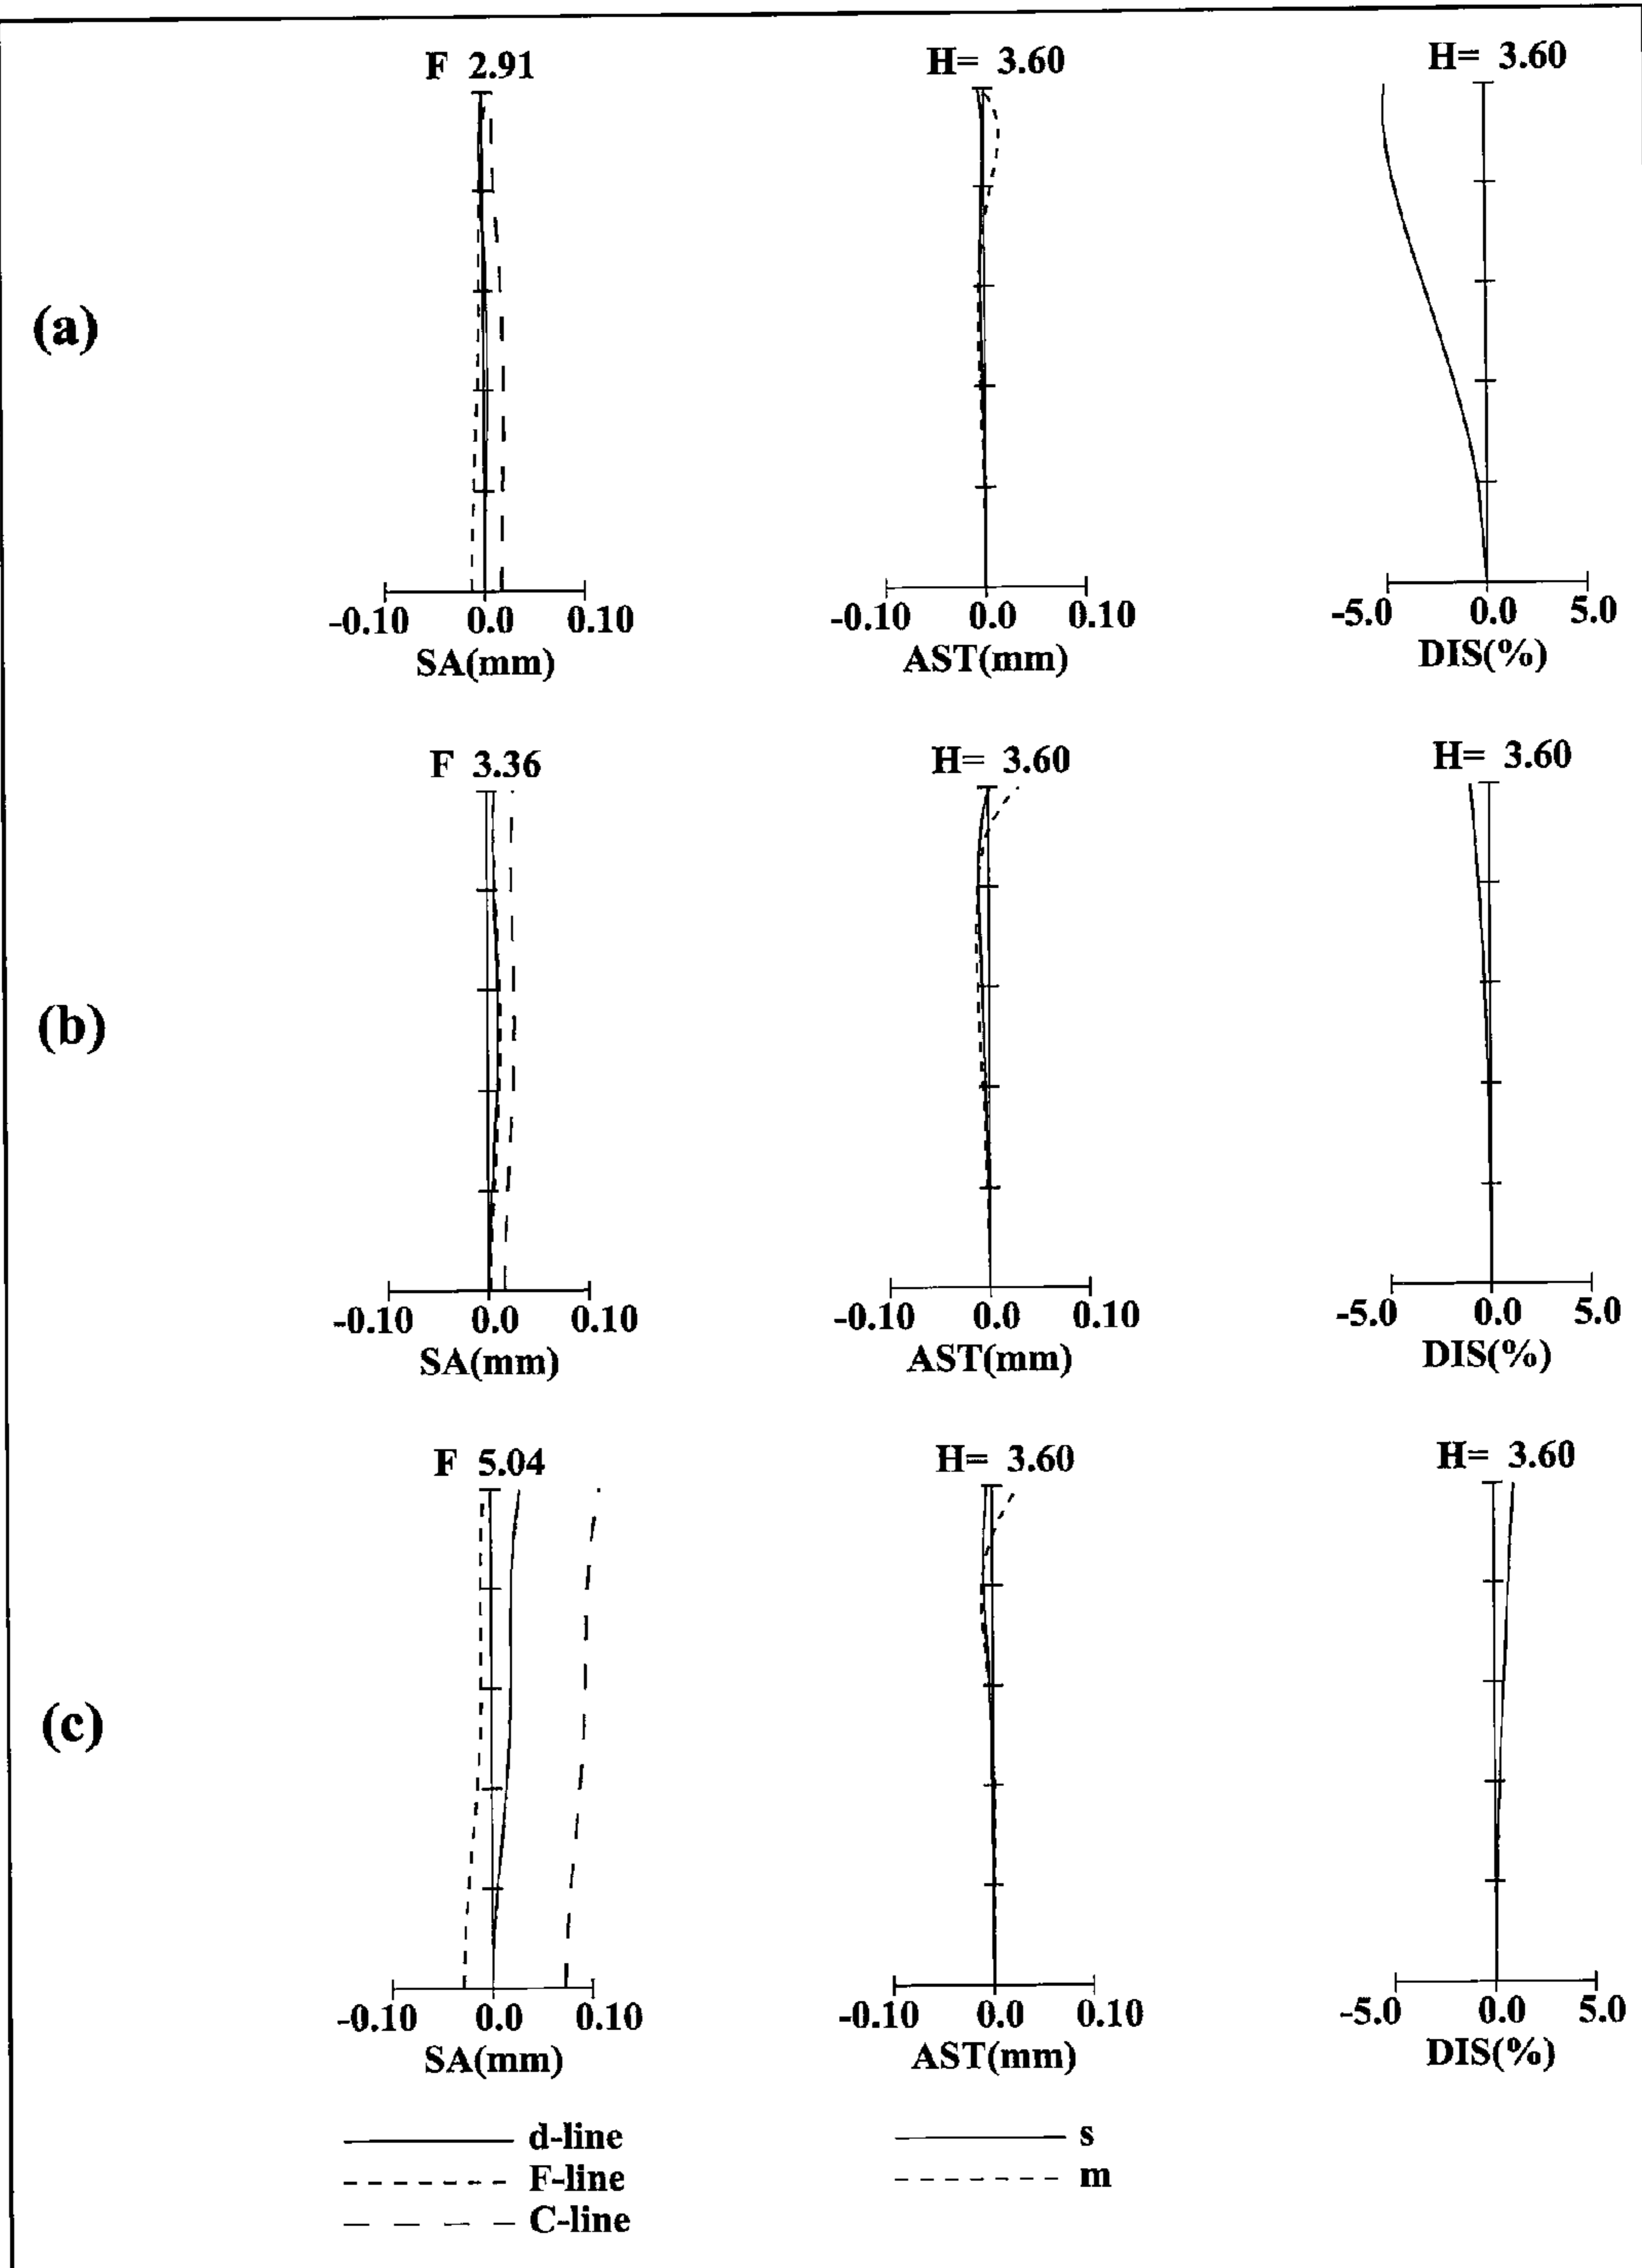 F 2.91
H= 3.60
H= 3.60
(a)
-0.10 0.0 0.10
SA(mm)
-0.10 0.0 0.10
AST(mm)
-5.0 0.0 5.0
DIS(%)
F 3.36
H= 3.60
H= 3.60
(b)
-0.10 0.0 0.10
SA(mm)
-0.10 0.0 0.10
AST(mm)
-5.0 0.0 5.0
DIS(%)
F 5.04
H= 3.60
H= 3.60
(c)
-0.10 0.0 0.10
SA(mm)
-0.10 0.0 0.10
AST(mm)
-5.0 0.0 5.0
DIS(%)
d-line
F-line
C-line
s
m